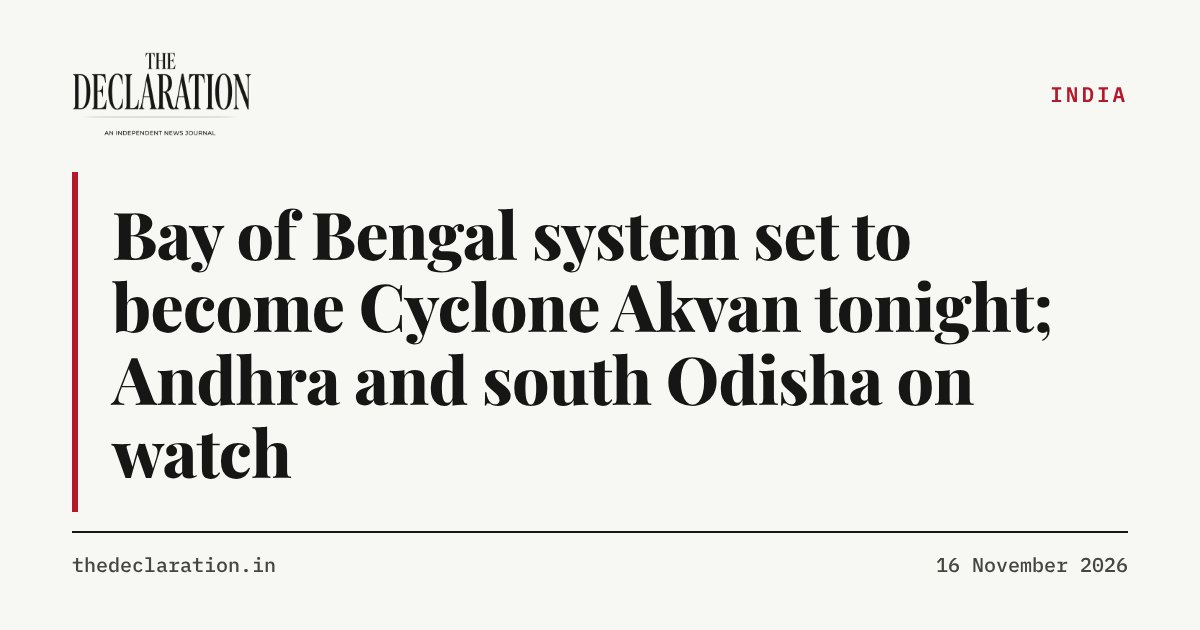 THE
DECLARATION
AN INDEPENDENT NEWS JOURNAL
INDIA
Bay of Bengal system set to
become Cyclone Akvan tonight;
Andhra and south Odisha on
watch
thedeclaration.in
16 November 2026